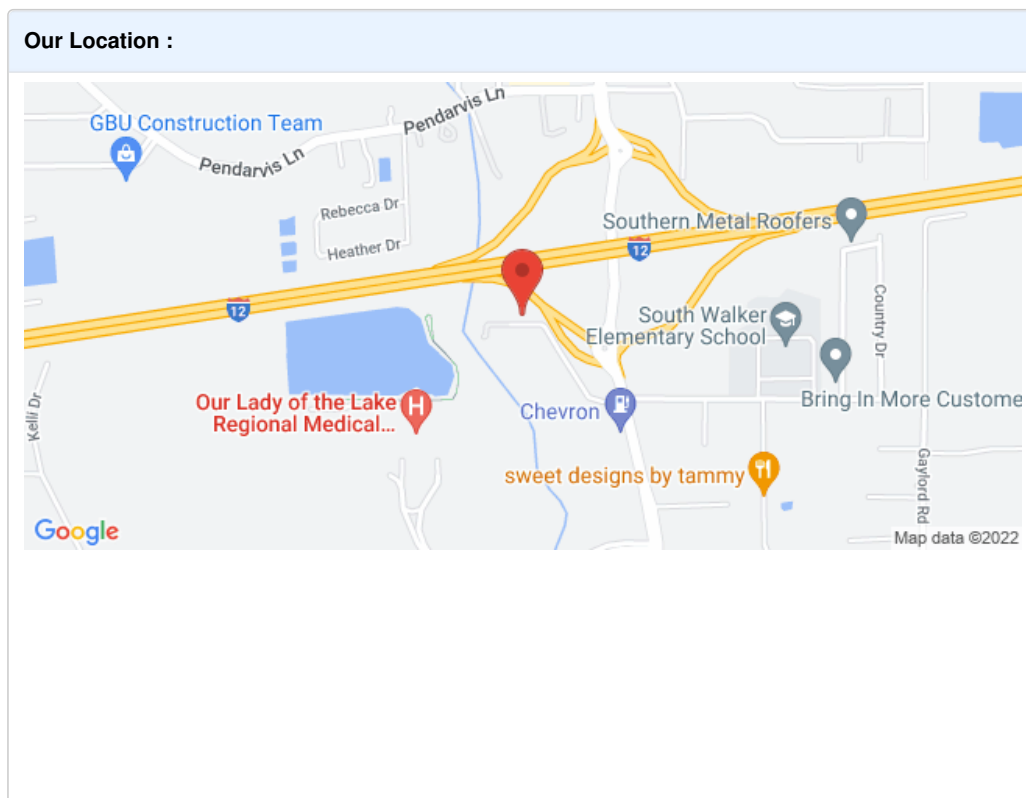 Our Location :
Pendarvis Ln
GBU Construction Team
Pendarvis Ln
Rebecca Dr
Heather Dr
Southern Metal Roofers
12
12
South Walker
Elementary School
Country Dr
Our Lady of the Lake
Regional Medical...
Chevron
Bring In More Custome
Kelli Dr
sweet designs by tammy
Gaylord Rd
Google
Map data ©2022